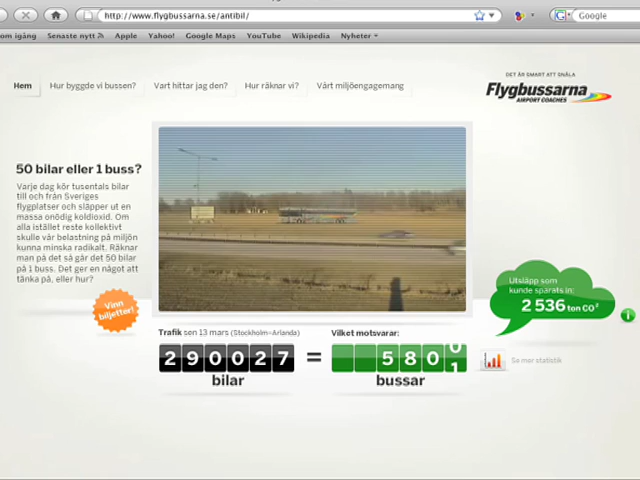 http://www.flygbussarna.se/antibil/
Google
om igång
Senaste nytt
Apple
Yahoo!
Google Maps
YouTube
Wikipedia
Nyheter
Hem
Hur byggde vi bussen?
Vart hittar jag den?
Hur räknar vi?
Vårt miljöengagemang
DET ÄR SMART ATT SNÅLA
Flygbussarna
AIRPORT COACHES
50 bilar eller 1 buss?
Varje dag kör tusentals bilar
till och från Sveriges
flygplatser och släpper ut en
massa onödig koldioxid. Om
alla istället reste kollektivt
skulle vår belastning på miljön
kunna minska radikalt. Räknar
man på det så går det 50 bilar
på 1 buss. Det ger en något att
tänka på, eller hur?
Vinn
biljetter!
Utsläpp som
kunde sparats in:
2 536 ton CO²
i
Trafik sen 13 mars (Stockholm-Arlanda)
Vilket motsvarar:
290027
=
580
bilar
bussar
Se mer statistik